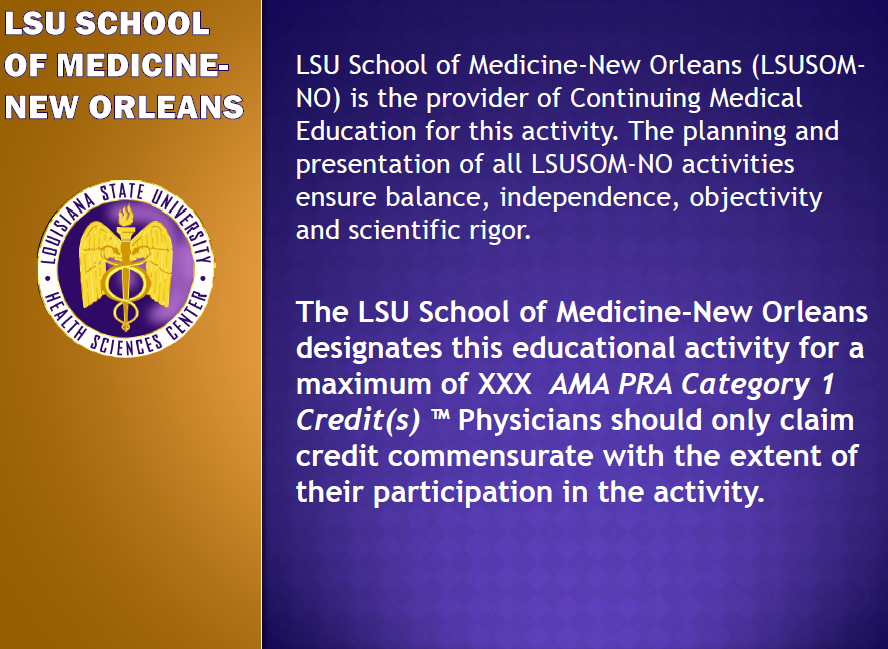 LSU SCHOOL
OF MEDICINE-
NEW ORLEANS
LOUISIANA STATE UNIVERSITY
HEALTH SCIENCES CENTER
LSU School of Medicine-New Orleans (LSUSOM-
NO) is the provider of Continuing Medical
Education for this activity. The planning and
presentation of all LSUSOM-NO activities
ensure balance, independence, objectivity
and scientific rigor.
The LSU School of Medicine-New Orleans
designates this educational activity for a
maximum of XXX AMA PRA Category 1
Credit(s) ™ Physicians should only claim
credit commensurate with the extent of
their participation in the activity.